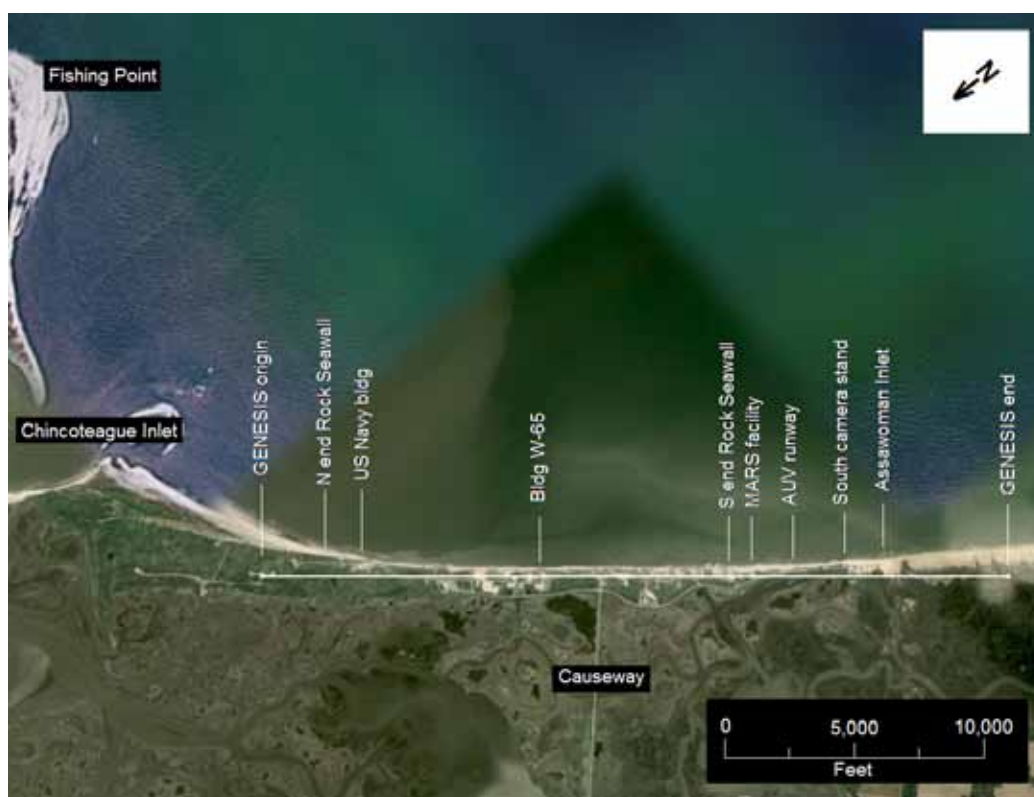 Fishing Point
N
Chincoteague Inlet
GENESIS origin
N end Rock Seawall
US Navy bldg
Bldg W-65
S end Rock Seawall
MARS facility
AUV runway
South camera stand
Assawoman Inlet
GENESIS end
Causeway
0 5,000 10,000
Feet